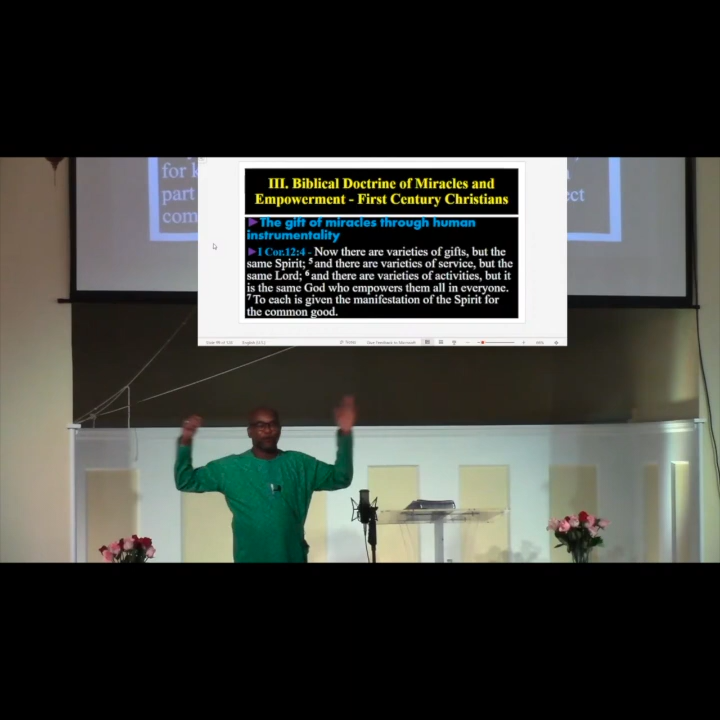 for k
part
com
ect
III. Biblical Doctrine of Miracles and
Empowerment - First Century Christians
►The gift of miracles through human
instrumentality
►I Cor.12:4 - Now there are varieties of gifts, but the
same Spirit; 5 and there are varieties of service, but the
same Lord; 6 and there are varieties of activities, but it
is the same God who empowers them all in everyone.
7 To each is given the manifestation of the Spirit for
the common good.